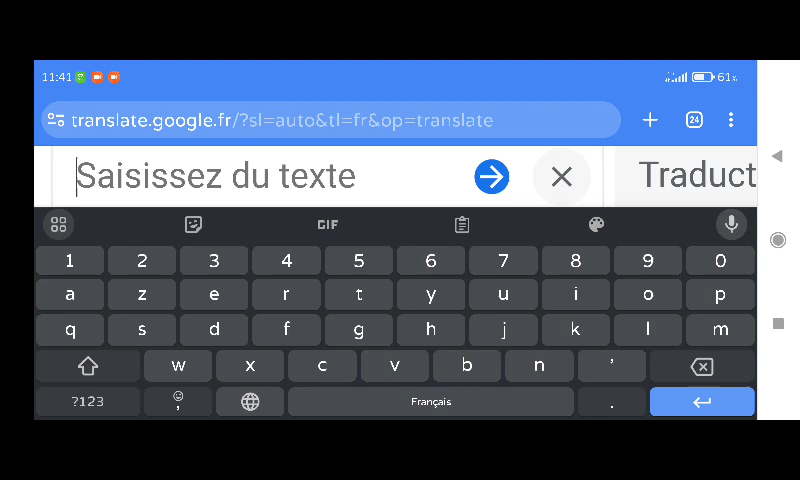 11:41 61%
translate.google.fr/?sl=auto&tl=fr&op=translate 24
Saisissez du texte Traduct
GIF
1 2 3 4 5 6 7 8 9 0
a z e r t y u i o p
q s d f g h j k l m
w x c v b n '
?123 , Français .